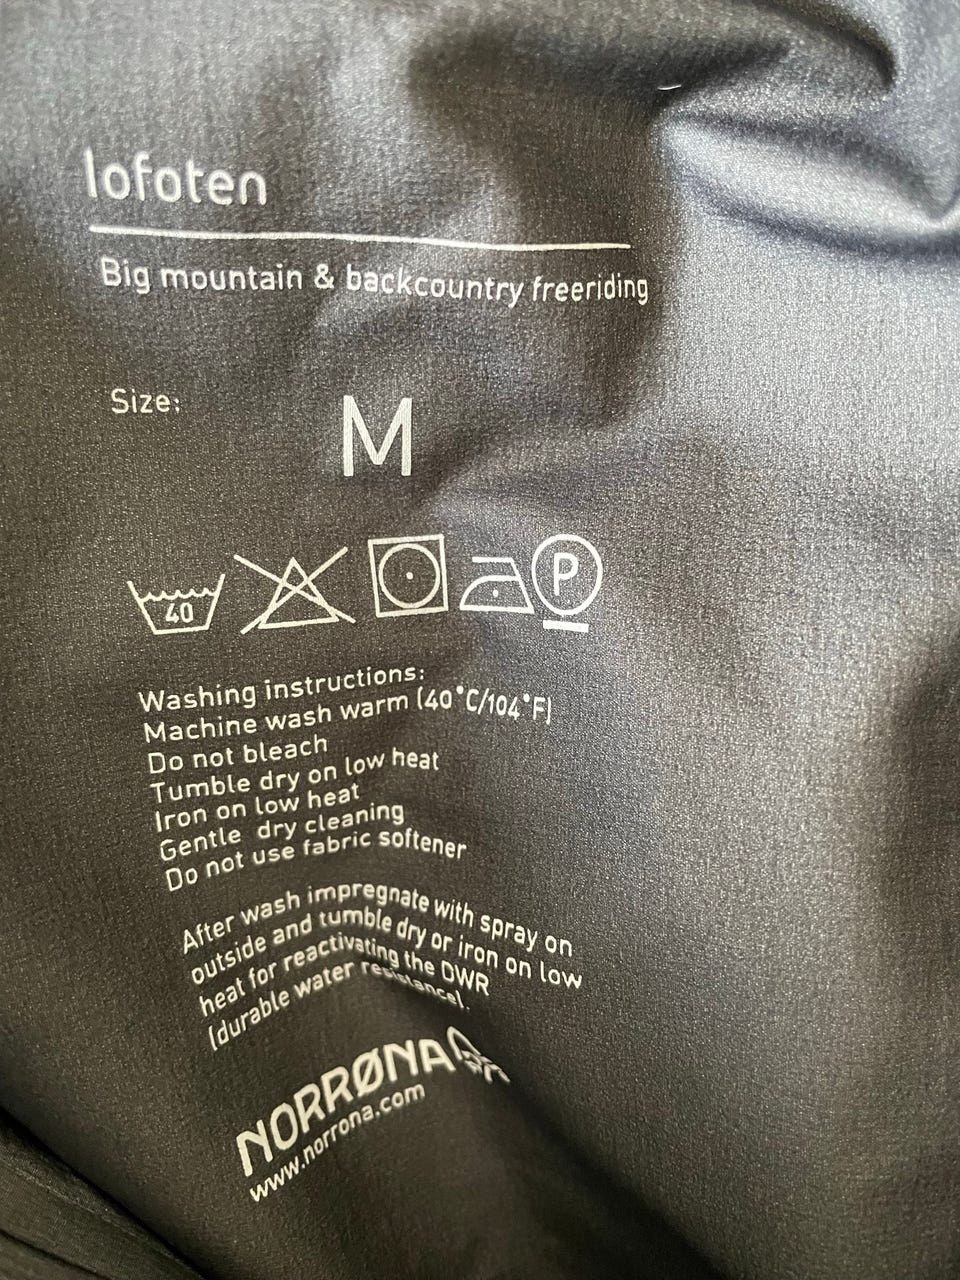 lofoten
Big mountain & backcountry freeriding
Size: M
40 P
Washing instructions:
Machine wash warm (40°C/104°F)
Do not bleach
Tumble dry on low heat
Iron on low heat
Gentle dry cleaning
Do not use fabric softener
After wash impregnate with spray on
outside and tumble dry or iron on low
heat for reactivating the DWR
(durable water resistance).
NORRØNA
www.norrona.com